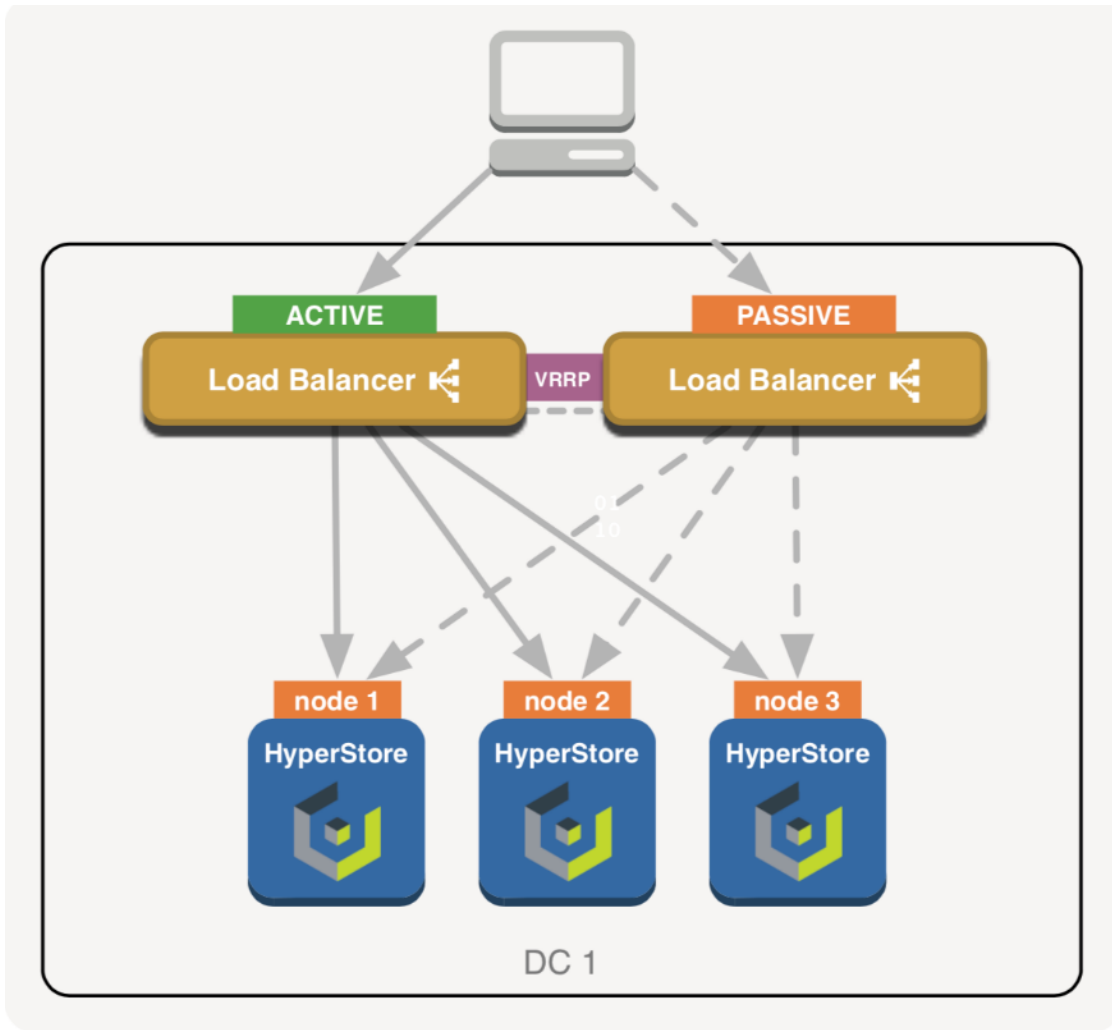 ACTIVE
PASSIVE
Load Balancer
VRRP
Load Balancer
01
10
node 1
node 2
node 3
HyperStore
HyperStore
HyperStore
DC 1